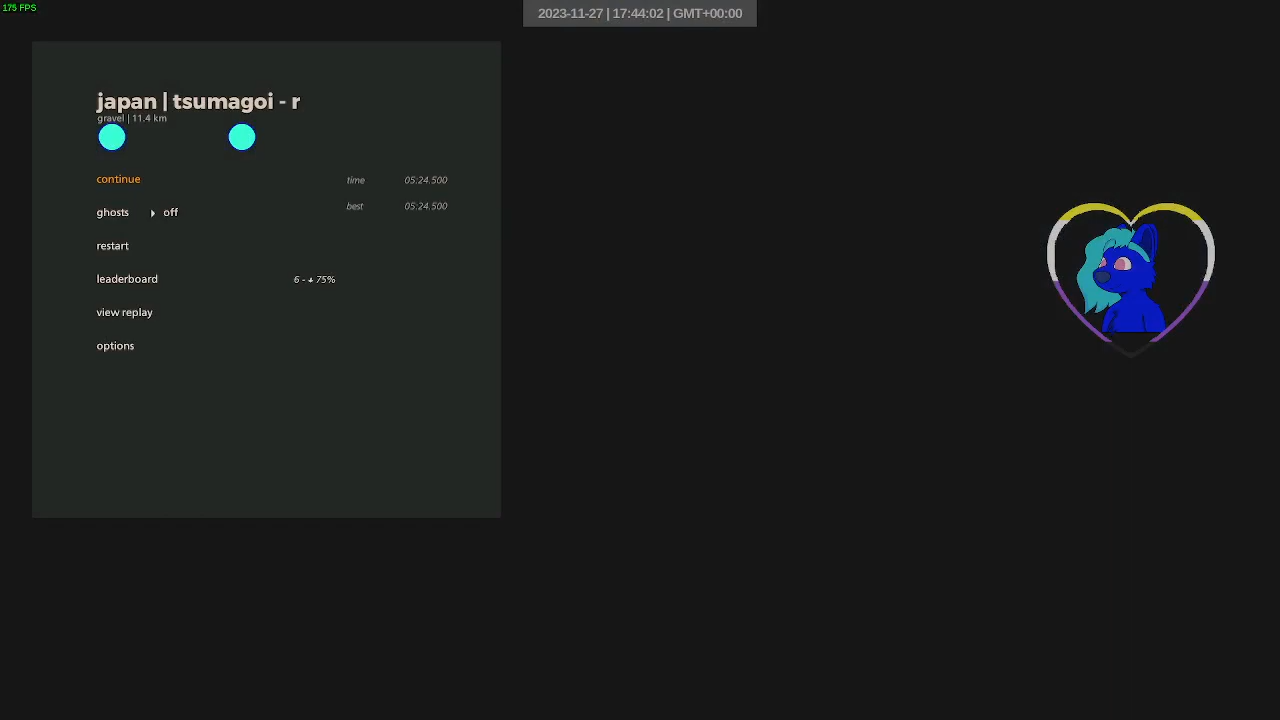 175 FPS
2023-11-27 | 17:44:02 | GMT+00:00
japan | tsumagoi - r
gravel | 11.4 km
continue
time 05:24.500
best 05:24.500
ghosts off
restart
leaderboard 6 - + 75%
view replay
options